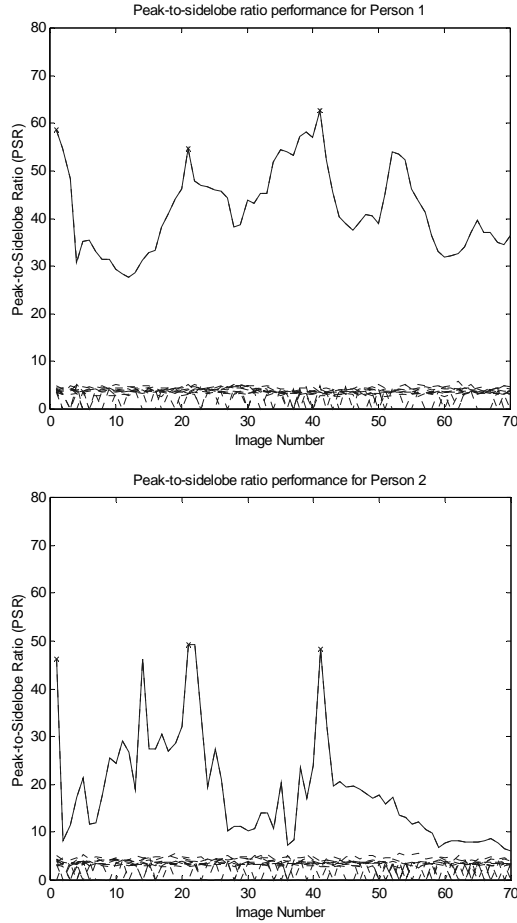 Peak-to-sidelobe ratio performance for Person 1
80
70
60
50
40
30
20
10
0
Peak-to-Sidelobe Ratio (PSR)
0 10 20 30 40 50 60 70
Image Number
Peak-to-sidelobe ratio performance for Person 2
80
70
60
50
40
30
20
10
0
Peak-to-Sidelobe Ratio (PSR)
0 10 20 30 40 50 60 70
Image Number